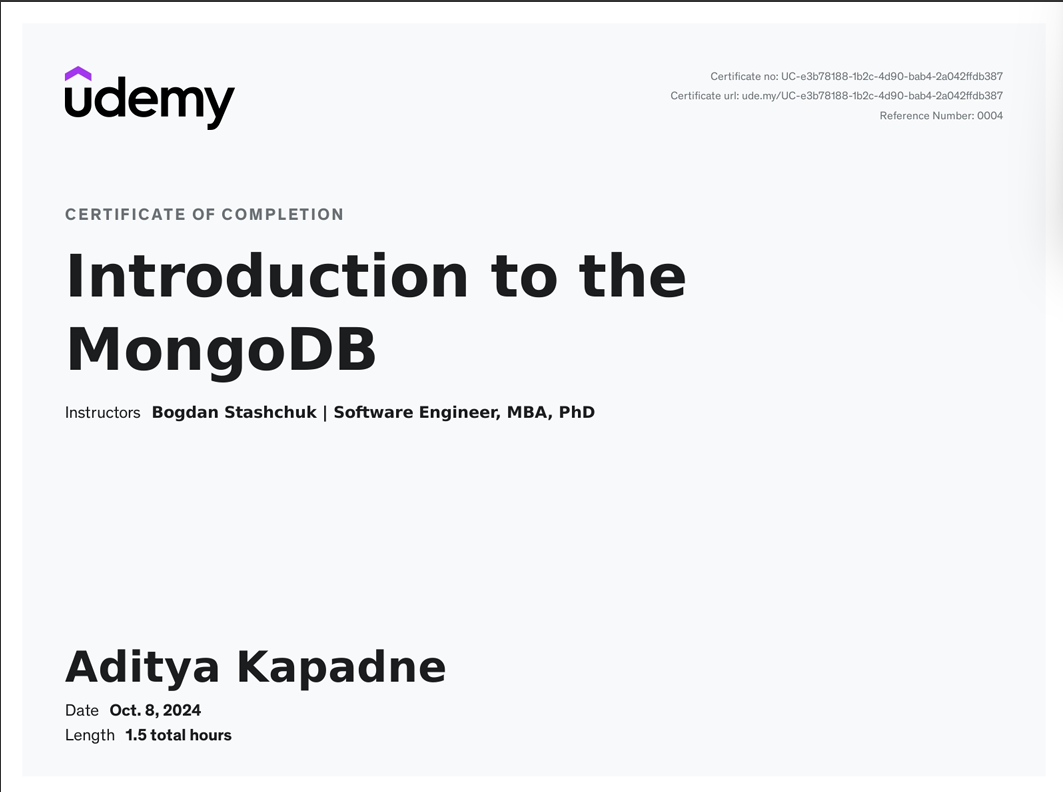 udemy
Certificate no: UC-e3b78188-1b2c-4d90-bab4-2a042ffdb387
Certificate url: ude.my/UC-e3b78188-1b2c-4d90-bab4-2a042ffdb387
Reference Number: 0004
CERTIFICATE OF COMPLETION
Introduction to the
MongoDB
Instructors Bogdan Stashchuk | Software Engineer, MBA, PhD
Aditya Kapadne
Date Oct. 8, 2024
Length 1.5 total hours